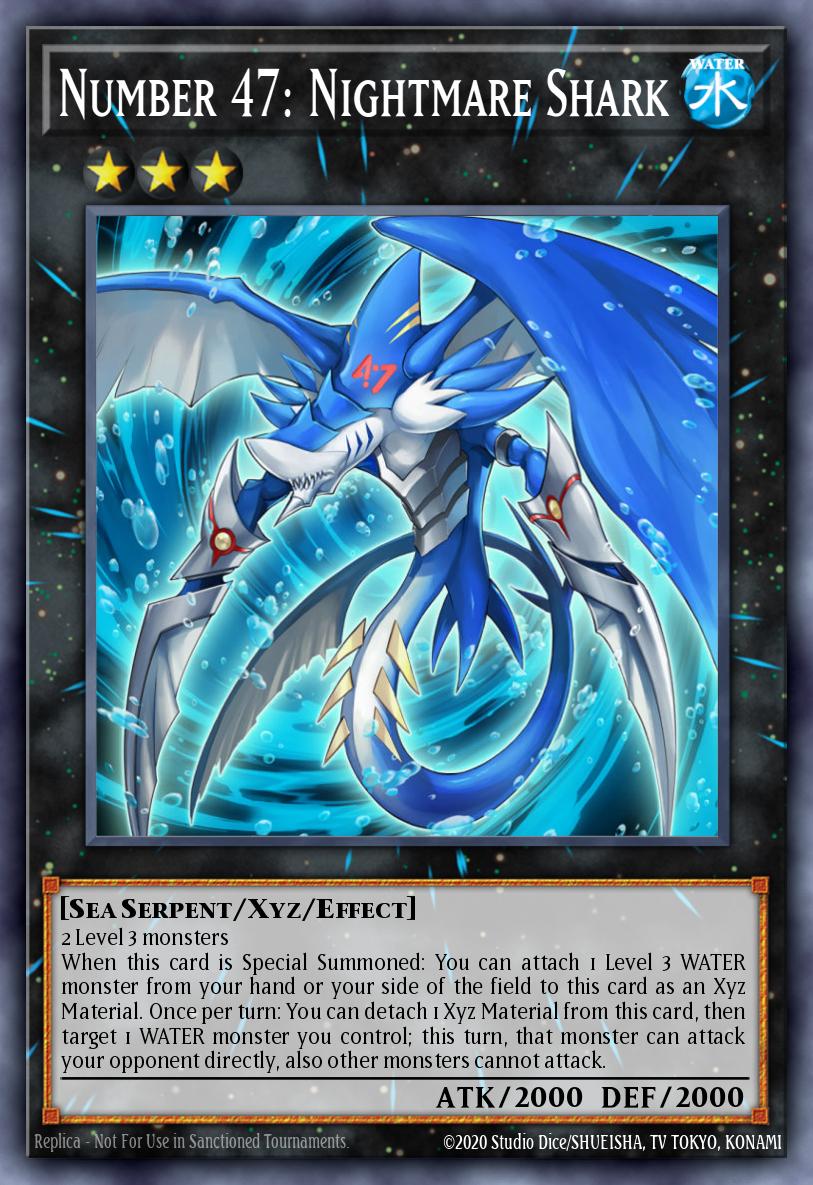 Number 47: Nightmare Shark
WATER
水
47
[Sea Serpent/Xyz/Effect]
2 Level 3 monsters
When this card is Special Summoned: You can attach 1 Level 3 WATER
monster from your hand or your side of the field to this card as an Xyz
Material. Once per turn: You can detach 1 Xyz Material from this card, then
target 1 WATER monster you control; this turn, that monster can attack
your opponent directly, also other monsters cannot attack.
ATK/2000 DEF/2000
Replica - Not For Use in Sanctioned Tournaments.
©2020 Studio Dice/SHUEISHA, TV TOKYO, KONAMI